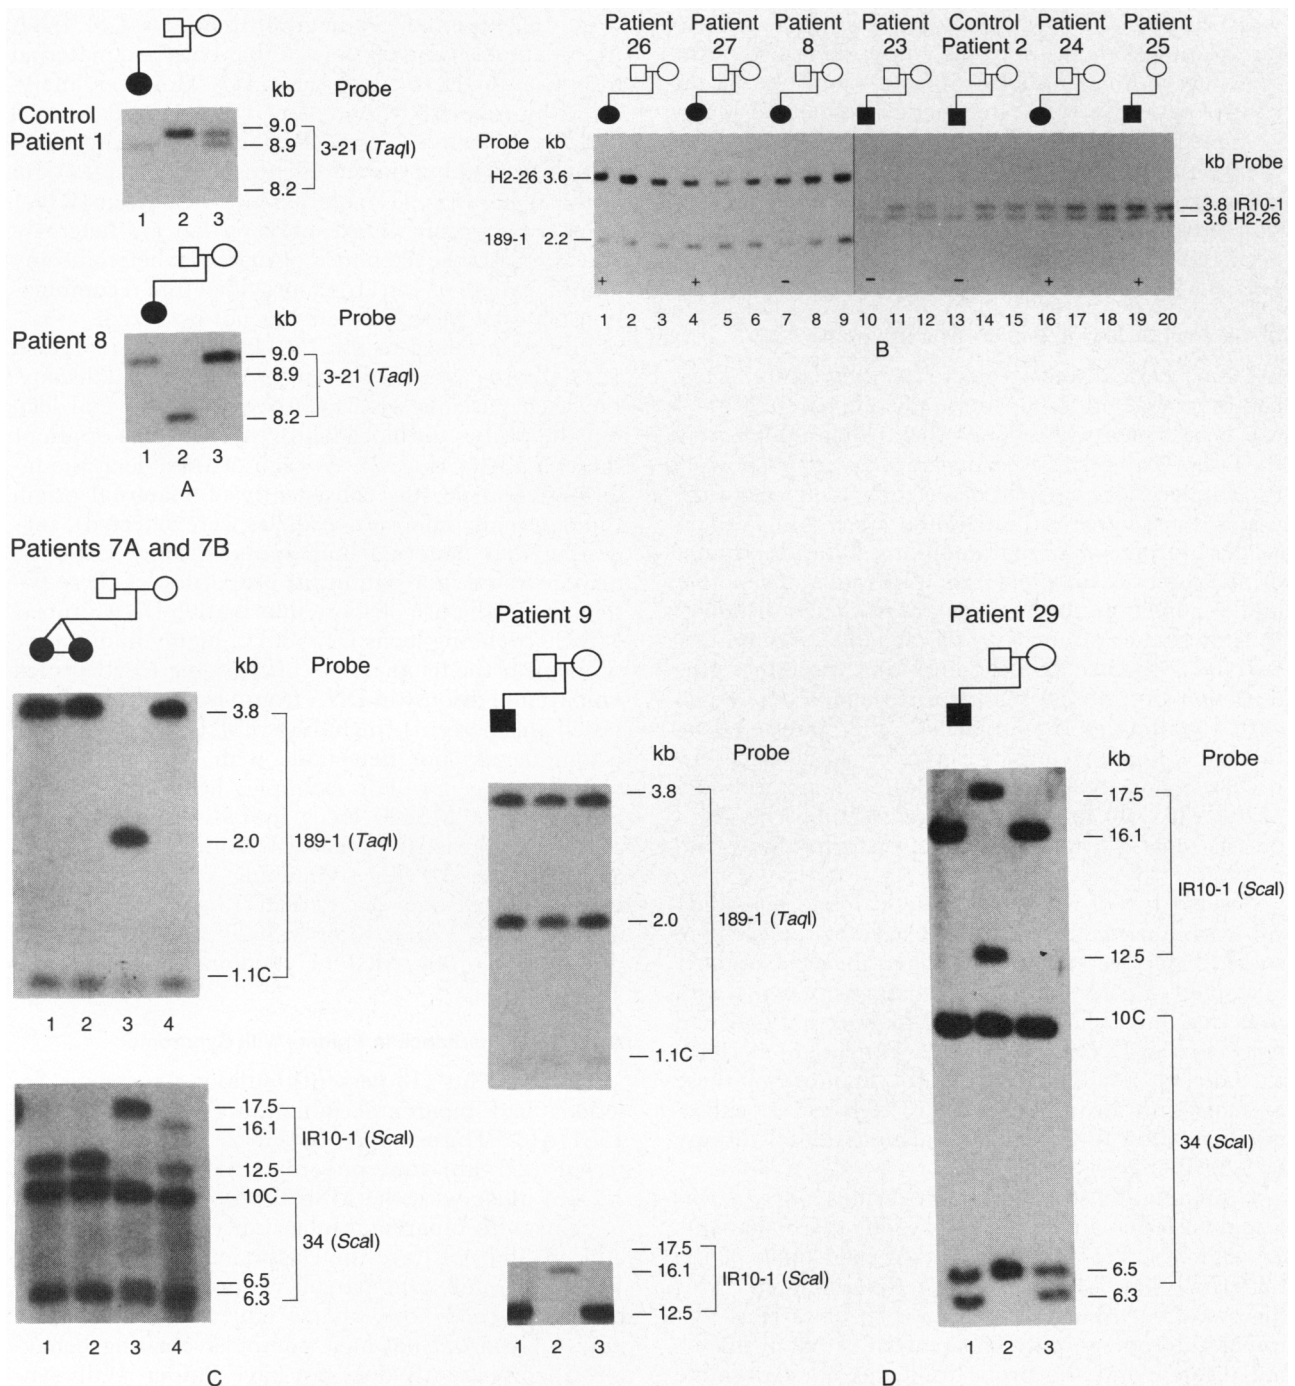 kb Probe
Control
Patient 1
9.0
8.9
3-21 (TaqI)
8.2
1 2 3
kb Probe
Patient 8
9.0
8.9
3-21 (TaqI)
8.2
1 2 3
A
Patient 26
Patient 27
Patient 8
Patient 23
Control Patient 2
Patient 24
Patient 25
Probe kb
H2-26 3.6
189-1 2.2
kb Probe
3.8 IR10-1
3.6 H2-26
+ + - - - + +
1 2 3 4 5 6 7 8 9 10 11 12 13 14 15 16 17 18 19 20
B
Patients 7A and 7B
kb Probe
3.8
2.0 189-1 (TaqI)
1.1C
1 2 3 4
17.5
16.1
IR10-1 (ScaI)
12.5
10C
34 (ScaI)
6.5
6.3
1 2 3 4
C
Patient 9
kb Probe
3.8
2.0 189-1 (TaqI)
1.1C
17.5
16.1 IR10-1 (ScaI)
12.5
1 2 3
Patient 29
kb Probe
17.5
16.1
IR10-1 (ScaI)
12.5
10C
34 (ScaI)
6.5
6.3
1 2 3
D